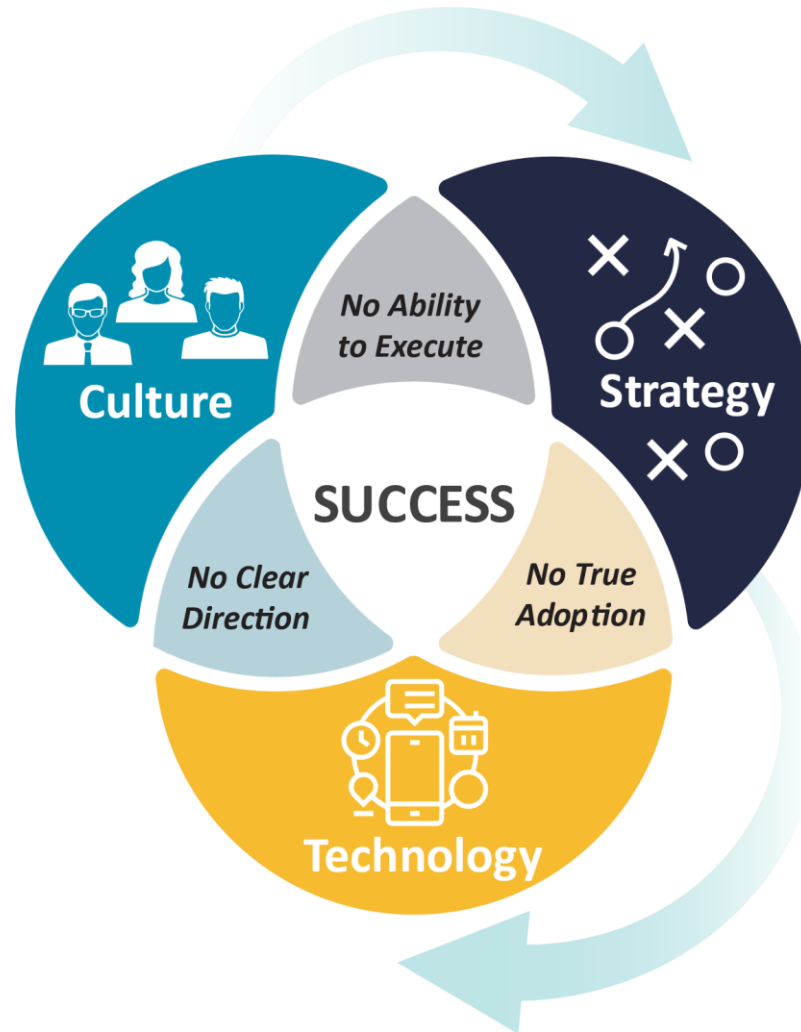 No Ability
to Execute
Culture
Strategy
SUCCESS
No Clear
Direction
No True
Adoption
Technology